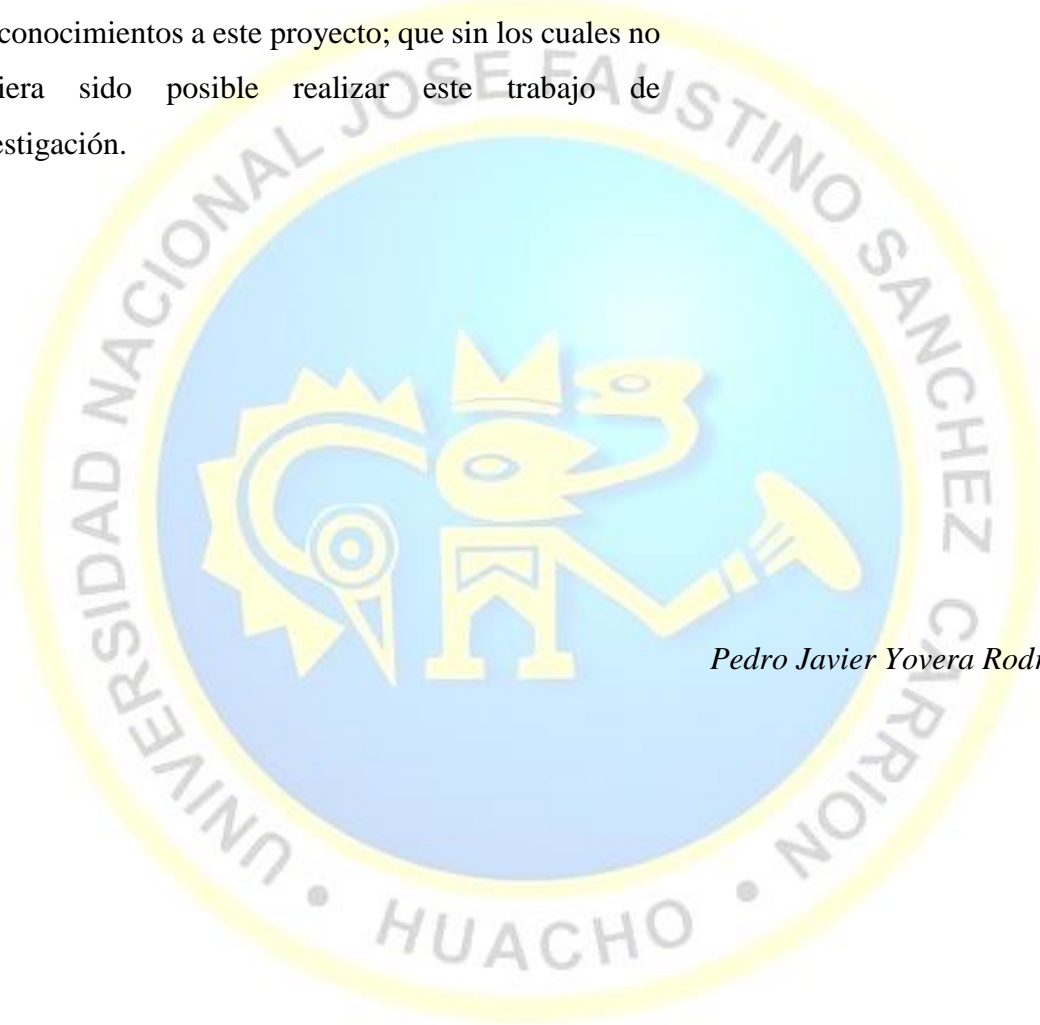 conocimientos a este proyecto; que sin los cuales no
sido posible realizar este trabajo de
estigación.
Pedro Javier Yovera Rodr
UNIVERSIDAD NACIONAL JOSE FAUSTINO SANCHEZ CARRION
• HUACHO •